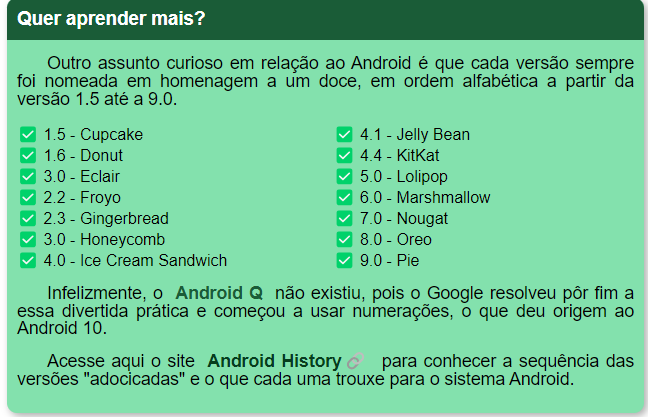 Quer aprender mais?
Outro assunto curioso em relação ao Android é que cada versão sempre
foi nomeada em homenagem a um doce, em ordem alfabética a partir da
versão 1.5 até a 9.0.
1.5 - Cupcake
1.6 - Donut
3.0 - Eclair
2.2 - Froyo
2.3 - Gingerbread
3.0 - Honeycomb
4.0 - Ice Cream Sandwich
4.1 - Jelly Bean
4.4 - KitKat
5.0 - Lolipop
6.0 - Marshmallow
7.0 - Nougat
8.0 - Oreo
9.0 - Pie
Infelizmente, o Android Q não existiu, pois o Google resolveu pôr fim a
essa divertida prática e começou a usar numerações, o que deu origem ao
Android 10.
Acesse aqui o site Android History para conhecer a sequência das
versões "adocicadas" e o que cada uma trouxe para o sistema Android.